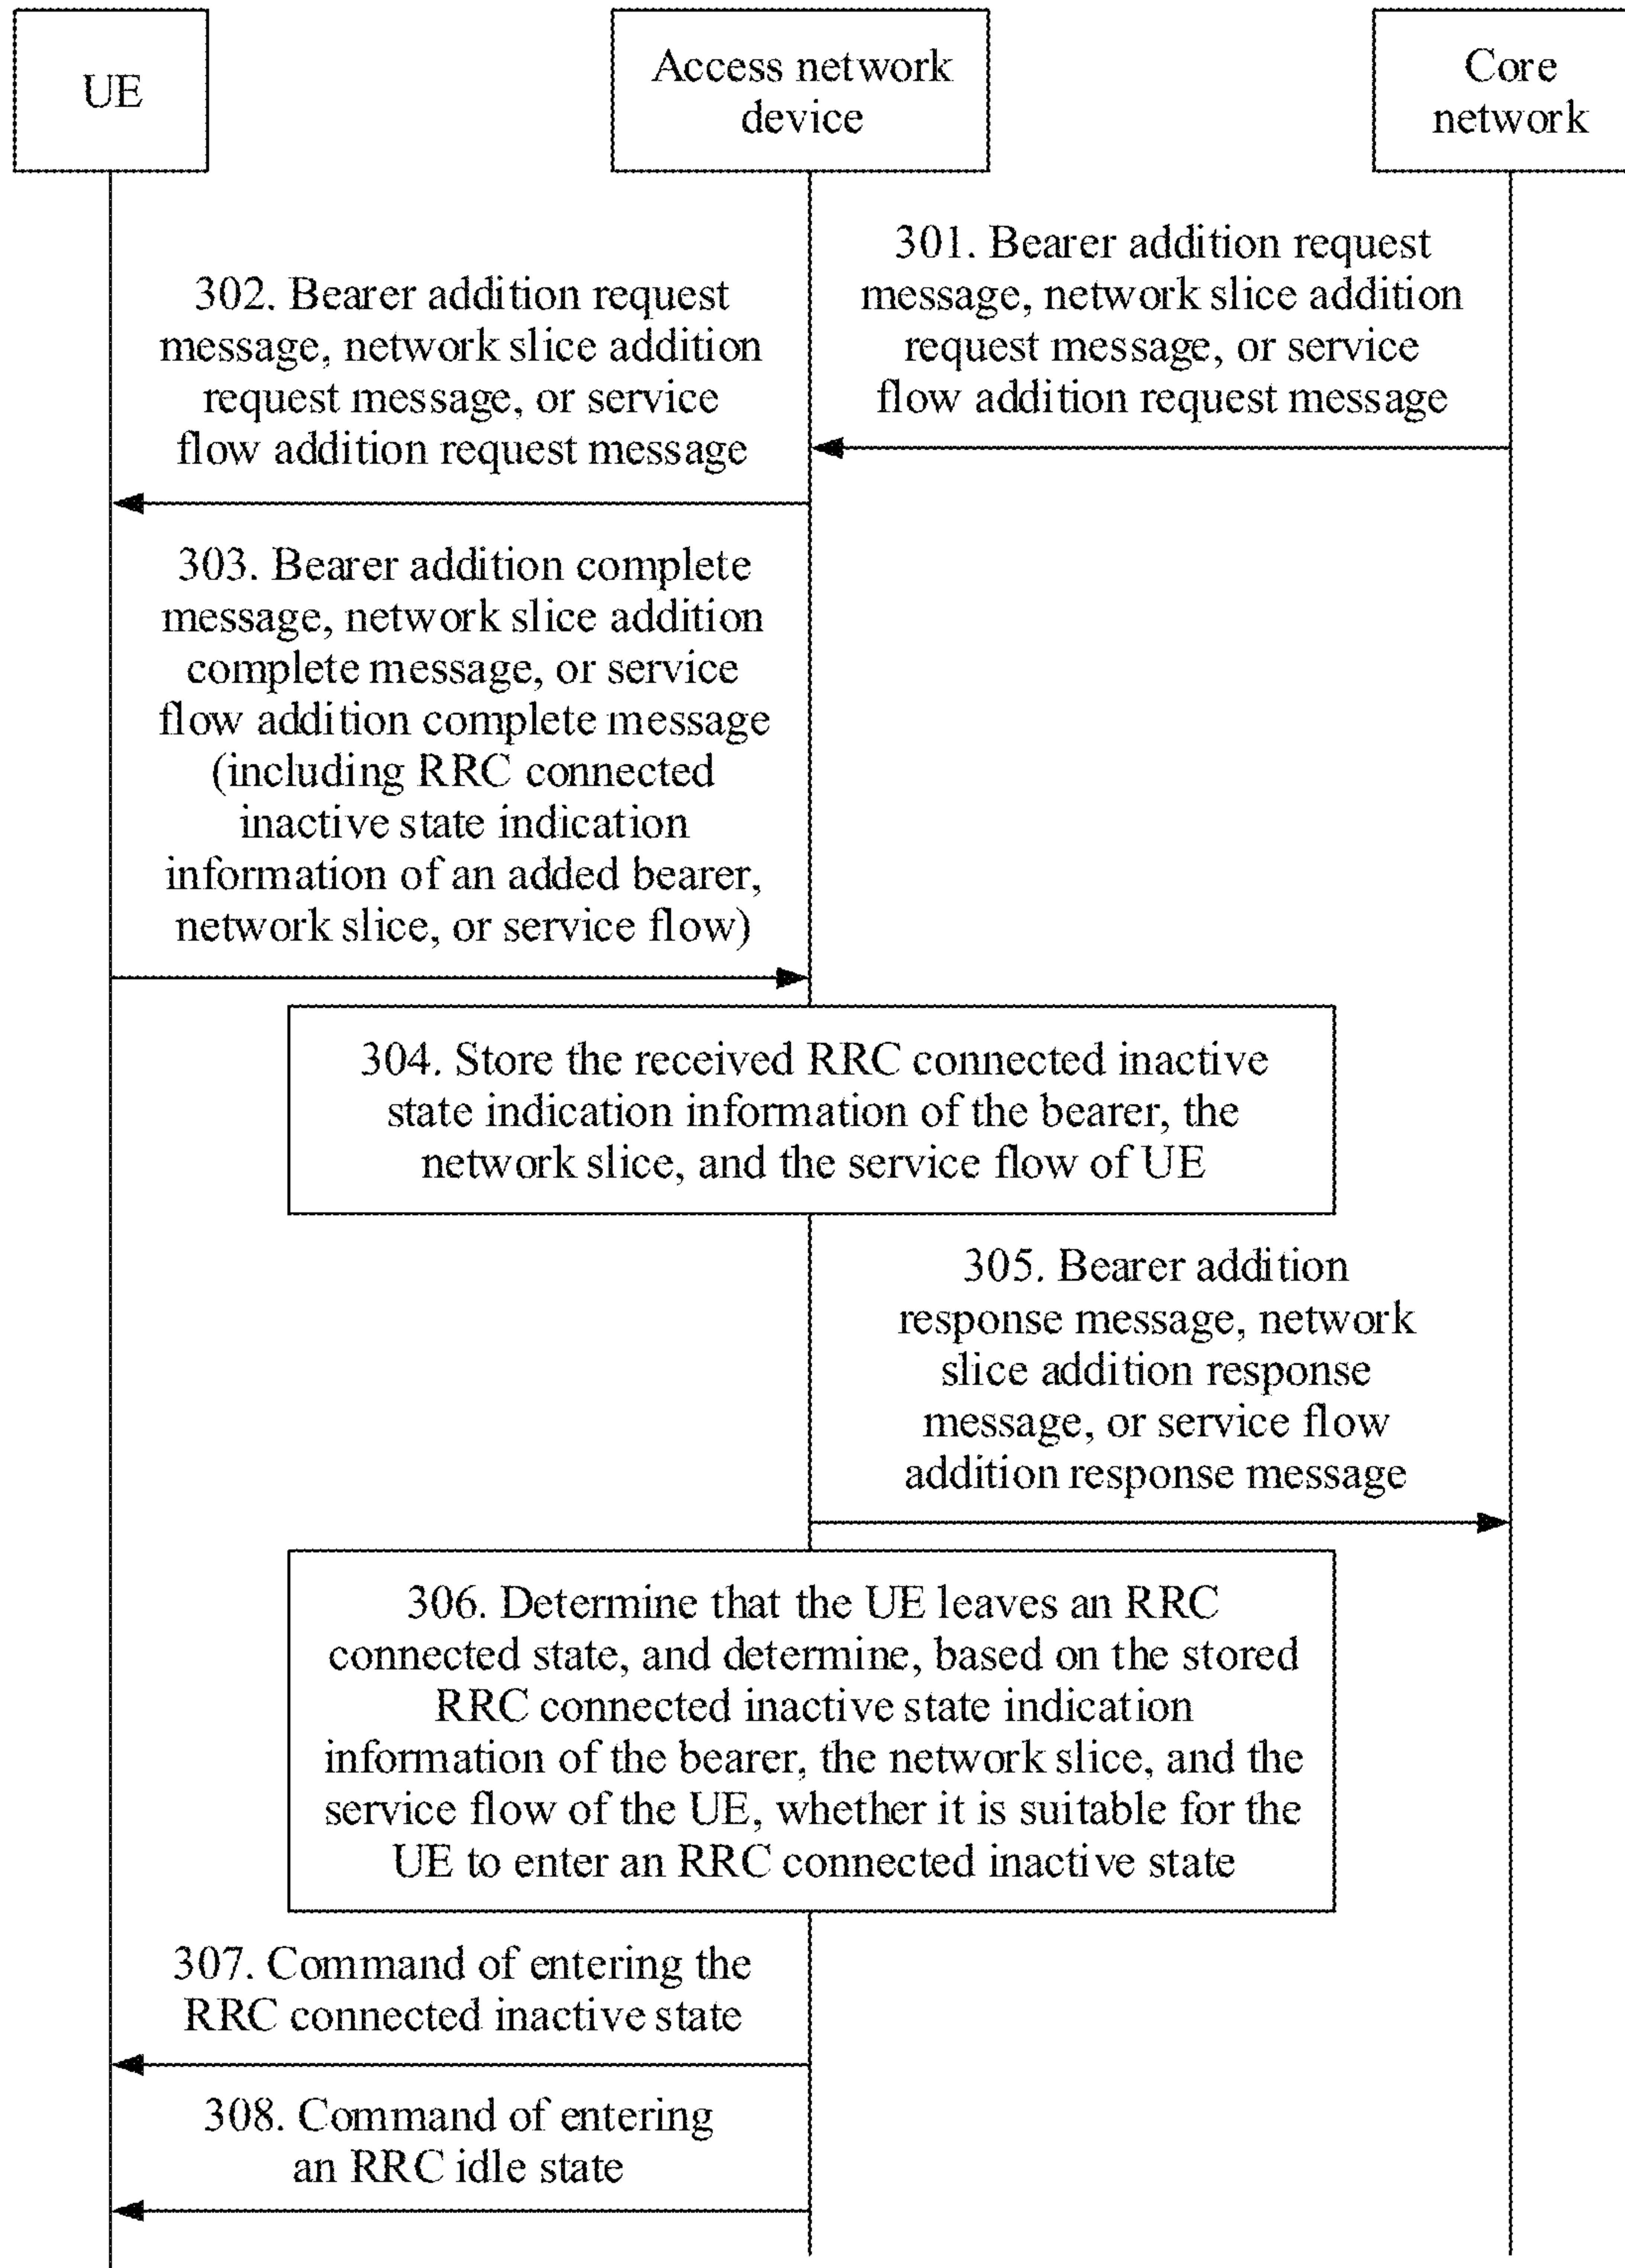 UE
Access network
device
Core
network
301. Bearer addition request
message, network slice addition
request message, or service
flow addition request message
302. Bearer addition request
message, network slice addition
request message, or service
flow addition request message
303. Bearer addition complete
message, network slice addition
complete message, or service
flow addition complete message
(including RRC connected
inactive state indication
information of an added bearer,
network slice, or service flow)
304. Store the received RRC connected inactive
state indication information of the bearer, the
network slice, and the service flow of UE
305. Bearer addition
response message, network
slice addition response
message, or service flow
addition response message
306. Determine that the UE leaves an RRC
connected state, and determine, based on the stored
RRC connected inactive state indication
information of the bearer, the network slice, and the
service flow of the UE, whether it is suitable for the
UE to enter an RRC connected inactive state
307. Command of entering the
RRC connected inactive state
308. Command of entering
an RRC idle state